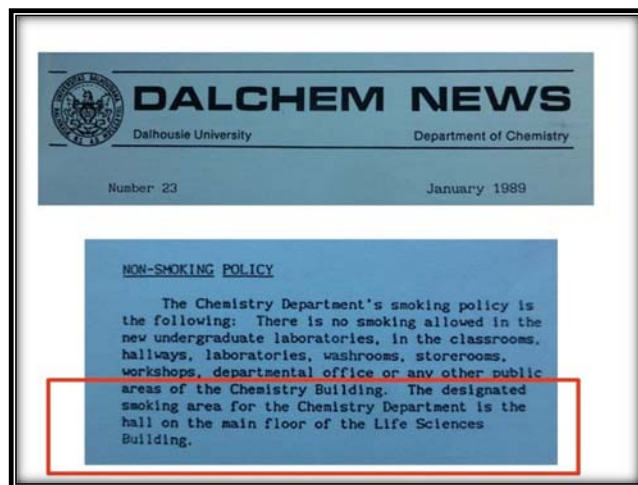 DALCHEM NEWS
Dalhousie University Department of Chemistry
Number 23 January 1989
NON-SMOKING POLICY
The Chemistry Department's smoking policy is
the following: There is no smoking allowed in the
new undergraduate laboratories, in the classrooms,
hallways, laboratories, washrooms, storerooms,
workshops, departmental office or any other public
areas of the Chemistry Building. The designated
smoking area for the Chemistry Department is the
hall on the main floor of the Life Sciences
Building.